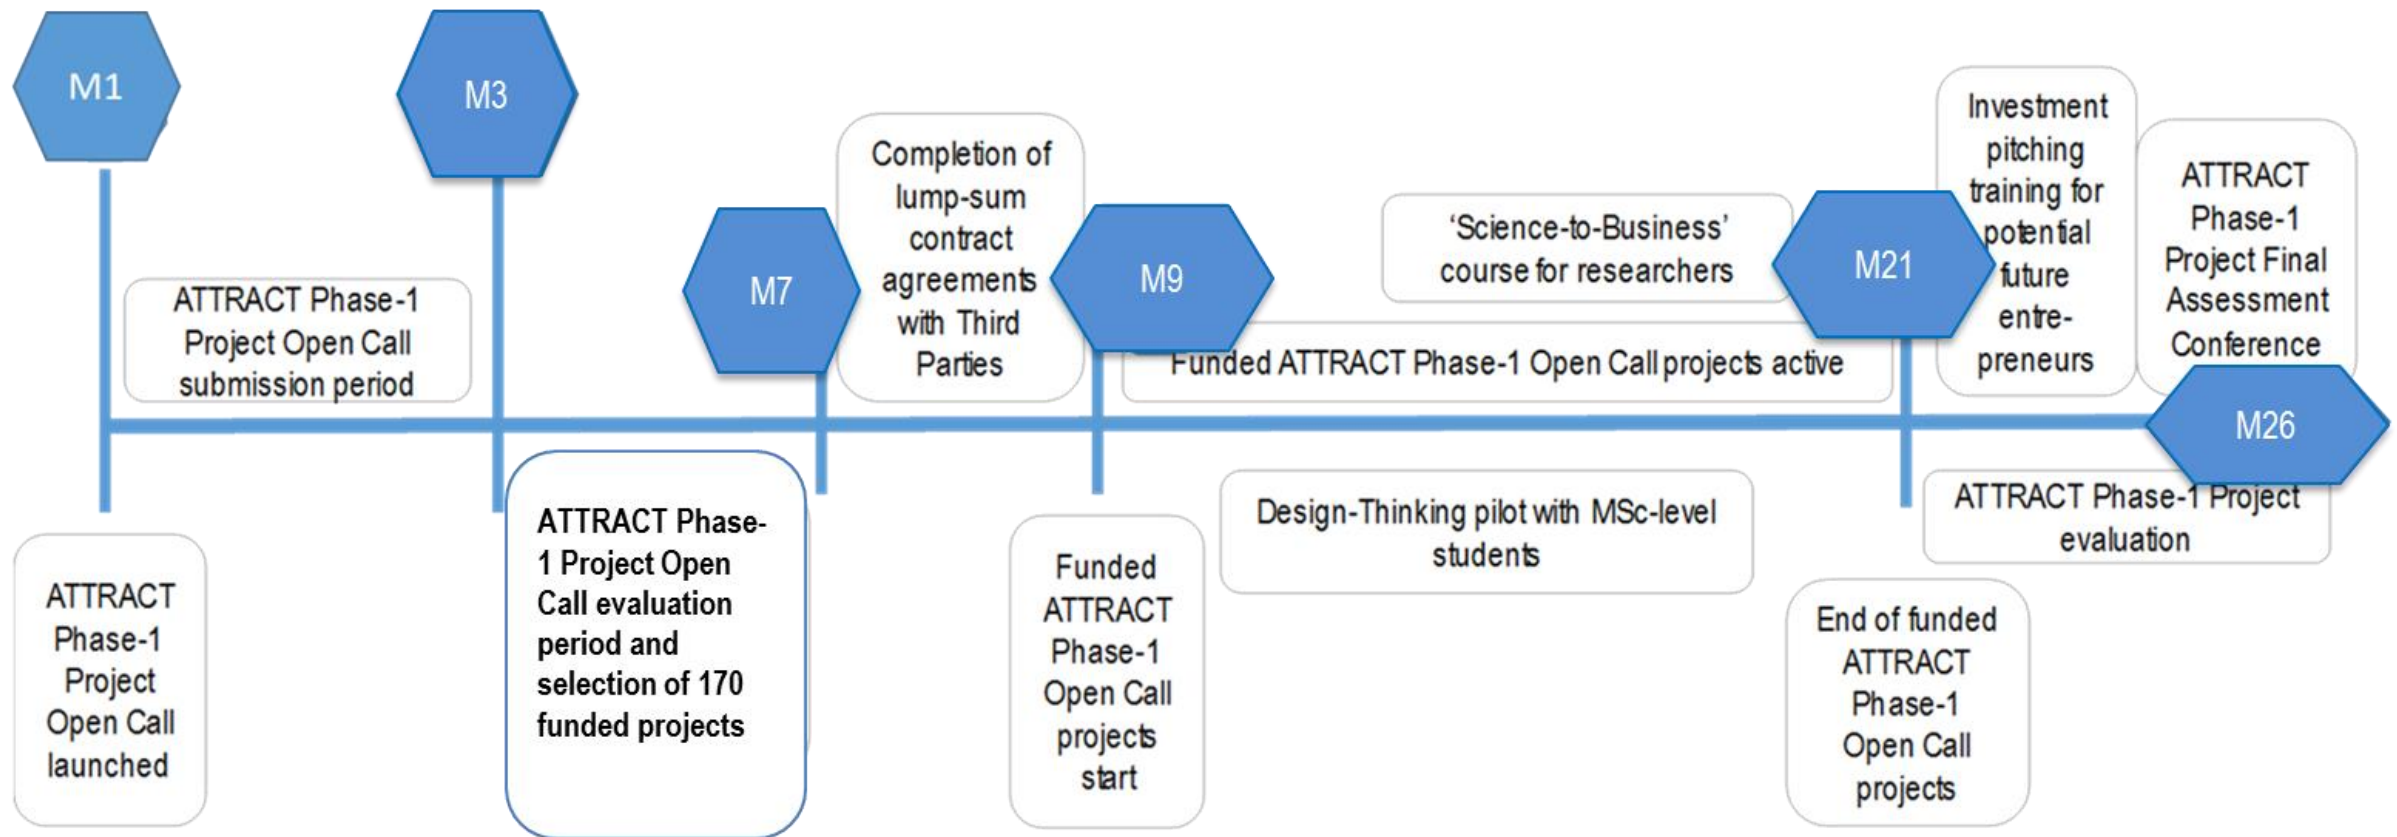 M1
ATTRACT Phase-1
Project Open Call
submission period
ATTRACT
Phase-1
Project
Open Call
launched
M3
ATTRACT Phase-
1 Project Open
Call evaluation
period and
selection of 170
funded projects
M7
Completion of
lump-sum
contract
agreements
with Third
Parties
M9
Funded
ATTRACT
Phase-1
Open Call
projects
start
‘Science-to-Business’
course for researchers
Funded ATTRACT Phase-1 Open Call projects active
Design-Thinking pilot with MSc-level
students
M21
End of funded
ATTRACT
Phase-1
Open Call
projects
Investment
pitching
training for
potential
future
entre-
preneurs
ATTRACT
Phase-1
Project Final
Assessment
Conference
M26
ATTRACT Phase-1 Project
evaluation